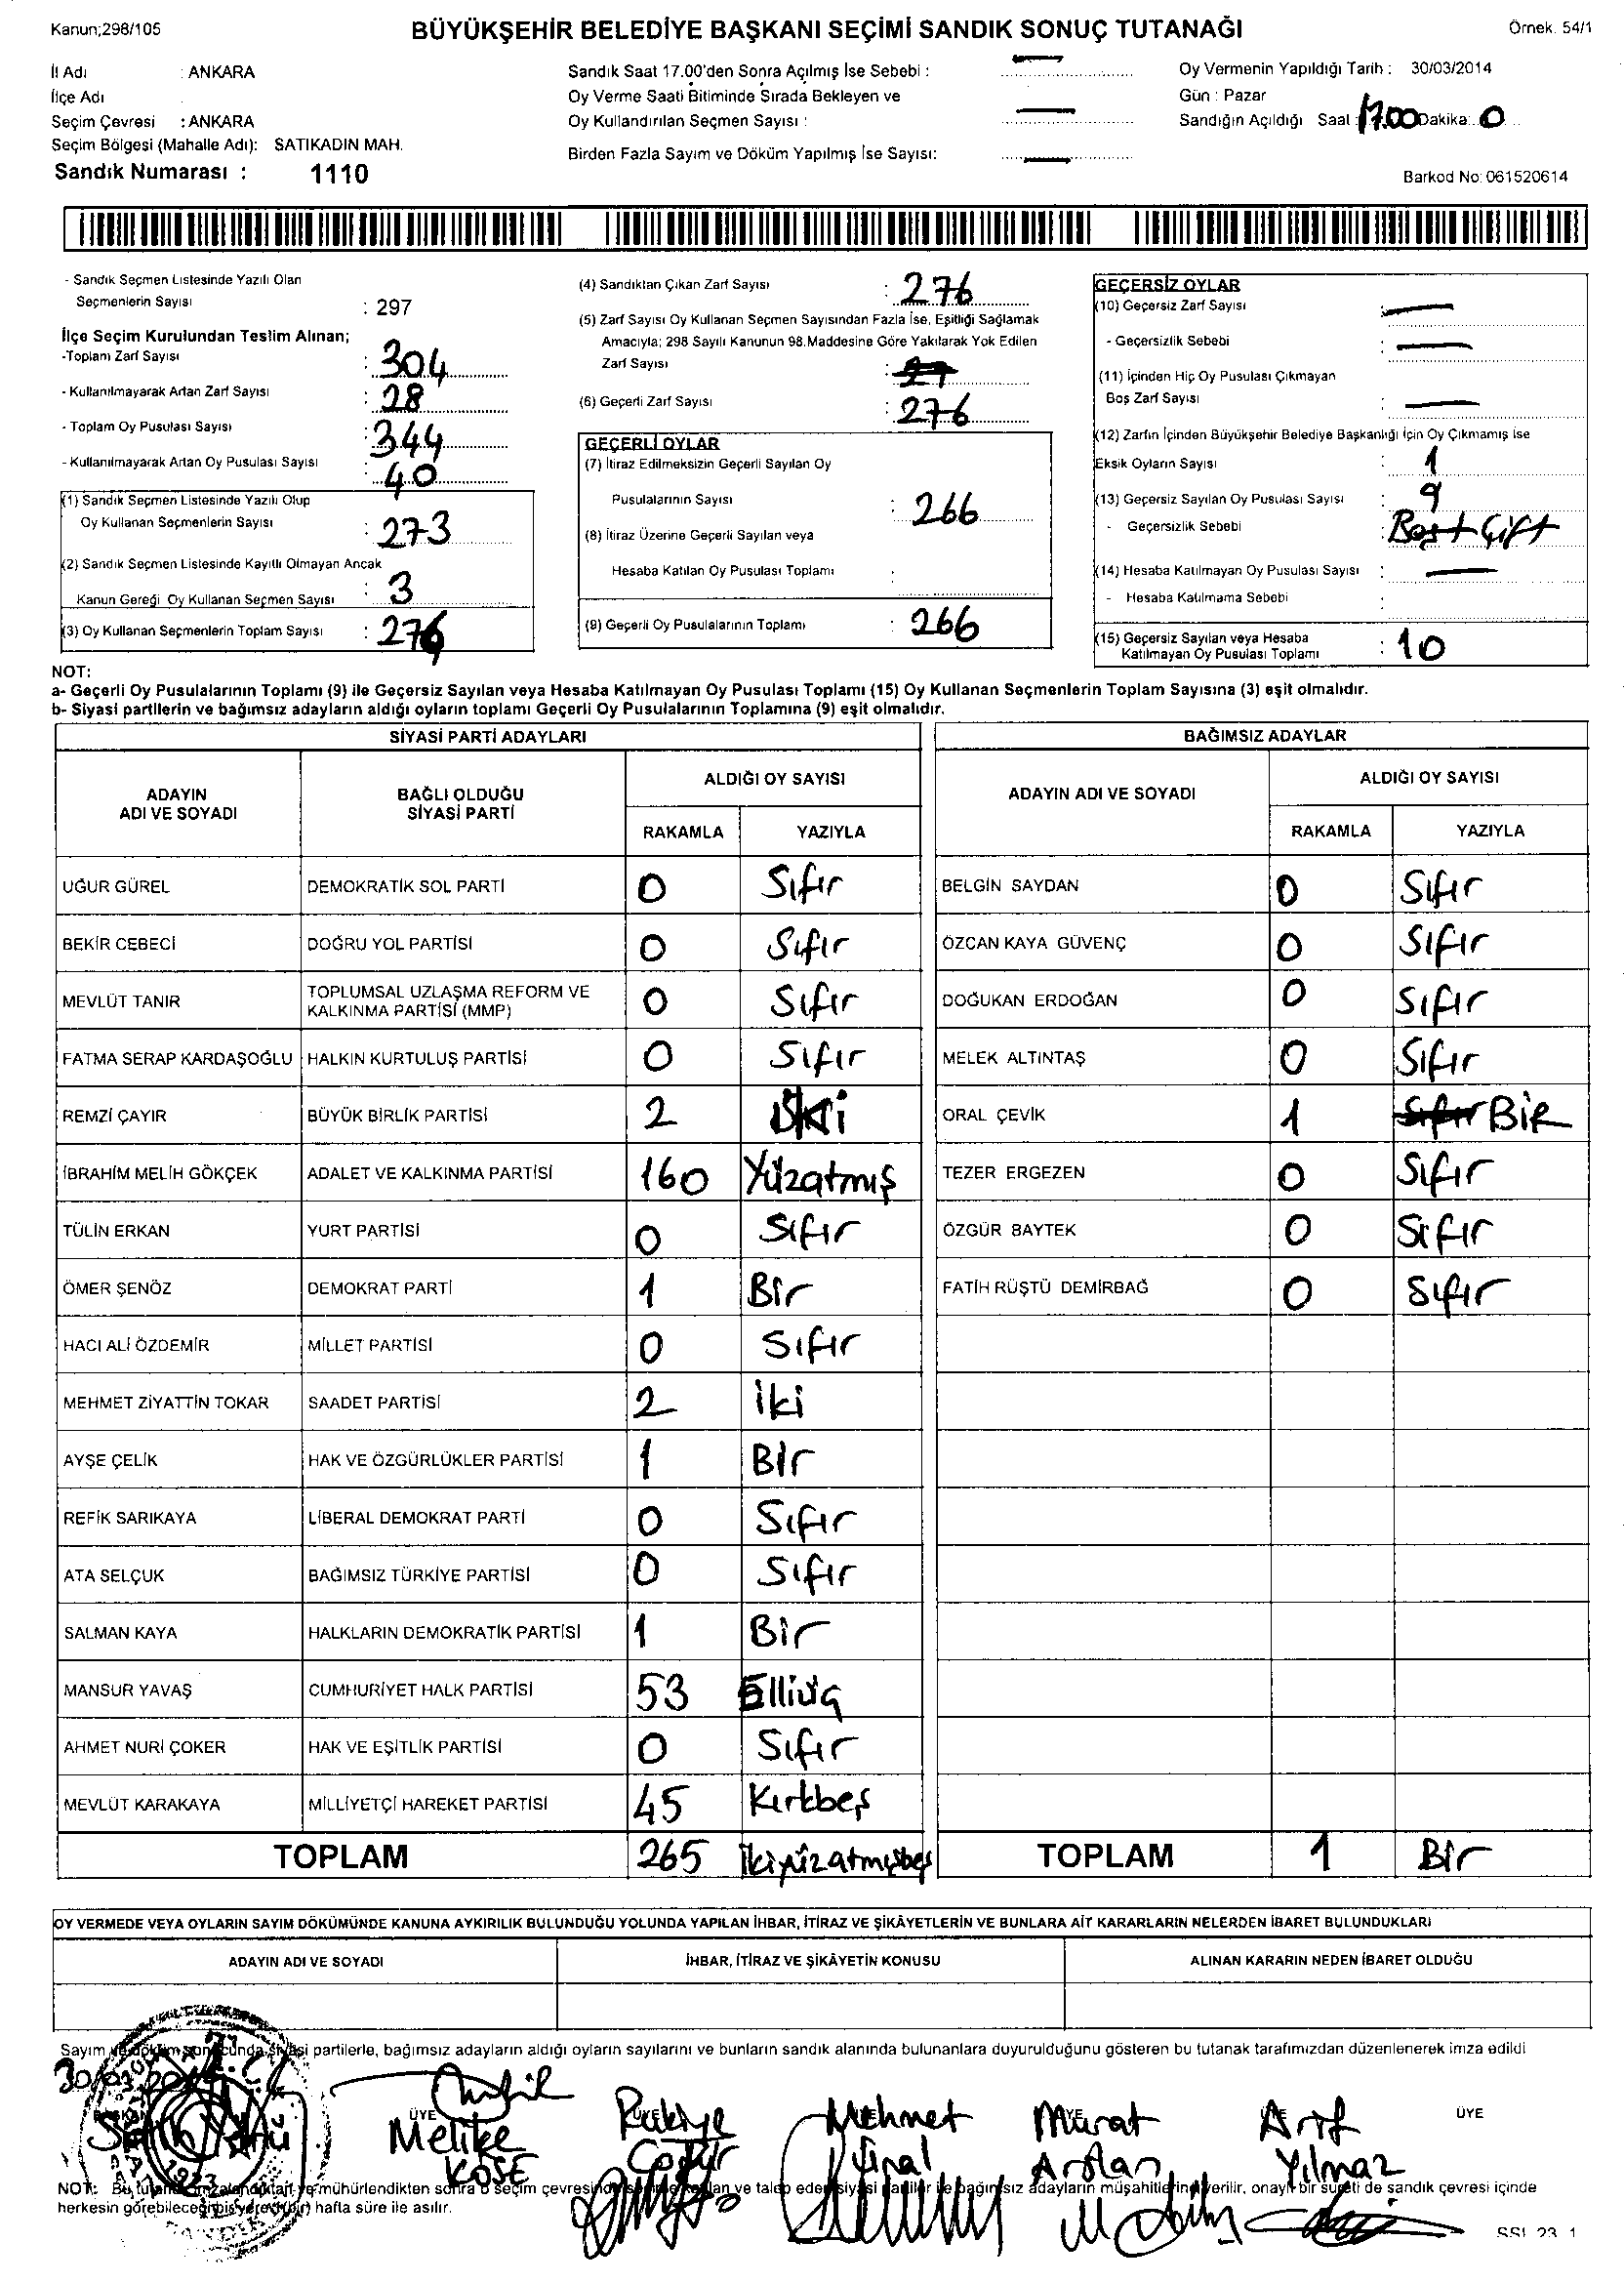 Kanun;298/105
BÜYÜKŞEHİR BELEDİYE BAŞKANI SEÇİMİ SANDIK SONUÇ TUTANAĞI
Örnek. 54/1
İl Adı : ANKARA
İlçe Adı
Seçim Çevresi : ANKARA
Seçim Bölgesi (Mahalle Adı): SATIKADIN MAH.
Sandık Numarası : 1110
Sandık Saat 17.00'den Sonra Açılmış İse Sebebi :
Oy Verme Saati Bitiminde Sırada Bekleyen ve
Oy Kullandırılan Seçmen Sayısı :
Birden Fazla Sayım ve Döküm Yapılmış İse Sayısı:
Oy Vermenin Yapıldığı Tarih : 30/03/2014
Gün : Pazar
Sandığın Açıldığı Saat : 17.00 Dakika: 0
Barkod No: 061520614
- Sandık Seçmen Listesinde Yazılı Olan
Seçmenlerin Sayısı : 297
İlçe Seçim Kurulundan Teslim Alınan;
-Toplam Zarf Sayısı : 304
- Kullanılmayarak Artan Zarf Sayısı : 28
- Toplam Oy Pusulası Sayısı : 344
- Kullanılmayarak Artan Oy Pusulası Sayısı : 40
(1) Sandık Seçmen Listesinde Yazılı Olup
Oy Kullanan Seçmenlerin Sayısı : 273
(2) Sandık Seçmen Listesinde Kayıtlı Olmayan Ancak
Kanun Gereği Oy Kullanan Seçmen Sayısı : 3
(3) Oy Kullanan Seçmenlerin Toplam Sayısı : 276
(4) Sandıktan Çıkan Zarf Sayısı : 276
(5) Zarf Sayısı Oy Kullanan Seçmen Sayısından Fazla İse, Eşitliği Sağlamak
Amacıyla; 298 Sayılı Kanunun 98.Maddesine Göre Yakılarak Yok Edilen
Zarf Sayısı :
(6) Geçerli Zarf Sayısı : 276
GEÇERLİ OYLAR
(7) İtiraz Edilmeksizin Geçerli Sayılan Oy
Pusulalarının Sayısı : 266
(8) İtiraz Üzerine Geçerli Sayılan veya
Hesaba Katılan Oy Pusulası Toplamı :
(9) Geçerli Oy Pusulalarının Toplamı : 266
GEÇERSİZ OYLAR
(10) Geçersiz Zarf Sayısı :
- Geçersizlik Sebebi :
(11) İçinden Hiç Oy Pusulası Çıkmayan
Boş Zarf Sayısı :
(12) Zarfın İçinden Büyükşehir Belediye Başkanlığı İçin Oy Çıkmamış İse
Eksik Oyların Sayısı : 1
(13) Geçersiz Sayılan Oy Pusulası Sayısı : 9
- Geçersizlik Sebebi : Boş+Çift
(14) Hesaba Katılmayan Oy Pusulası Sayısı :
- Hesaba Katılmama Sebebi :
(15) Geçersiz Sayılan veya Hesaba
Katılmayan Oy Pusulası Toplamı : 10
NOT:
a- Geçerli Oy Pusulalarının Toplamı (9) ile Geçersiz Sayılan veya Hesaba Katılmayan Oy Pusulası Toplamı (15) Oy Kullanan Seçmenlerin Toplam Sayısına (3) eşit olmalıdır.
b- Siyasi partilerin ve bağımsız adayların aldığı oyların toplamı Geçerli Oy Pusulalarının Toplamına (9) eşit olmalıdır.
SİYASİ PARTİ ADAYLARI
ADAYIN
ADI VE SOYADI
BAĞLI OLDUĞU
SİYASİ PARTİ
ALDIĞI OY SAYISI
RAKAMLA YAZIYLA
UĞUR GÜREL DEMOKRATİK SOL PARTİ 0 Sıfır
BEKİR CEBECİ DOĞRU YOL PARTİSİ 0 Sıfır
MEVLÜT TANIR TOPLUMSAL UZLAŞMA REFORM VE
KALKINMA PARTİSİ (MMP) 0 Sıfır
FATMA SERAP KARDAŞOĞLU HALKIN KURTULUŞ PARTİSİ 0 Sıfır
REMZİ ÇAYIR BÜYÜK BİRLİK PARTİSİ 2 İki
İBRAHİM MELİH GÖKÇEK ADALET VE KALKINMA PARTİSİ 160 Yüzatmış
TÜLİN ERKAN YURT PARTİSİ 0 Sıfır
ÖMER ŞENÖZ DEMOKRAT PARTİ 1 Bir
HACI ALİ ÖZDEMİR MİLLET PARTİSİ 0 Sıfır
MEHMET ZİYATTİN TOKAR SAADET PARTİSİ 2 İki
AYŞE ÇELİK HAK VE ÖZGÜRLÜKLER PARTİSİ 1 Bir
REFİK SARIKAYA LİBERAL DEMOKRAT PARTİ 0 Sıfır
ATA SELÇUK BAĞIMSIZ TÜRKİYE PARTİSİ 0 Sıfır
SALMAN KAYA HALKLARIN DEMOKRATİK PARTİSİ 1 Bir
MANSUR YAVAŞ CUMHURİYET HALK PARTİSİ 53 Elliüç
AHMET NURİ ÇOKER HAK VE EŞİTLİK PARTİSİ 0 Sıfır
MEVLÜT KARAKAYA MİLLİYETÇİ HAREKET PARTİSİ 45 Kırkbeş
TOPLAM 265 İkiyüzatmışbeş
BAĞIMSIZ ADAYLAR
ADAYIN ADI VE SOYADI
ALDIĞI OY SAYISI
RAKAMLA YAZIYLA
BELGİN SAYDAN 0 Sıfır
ÖZCAN KAYA GÜVENÇ 0 Sıfır
DOĞUKAN ERDOĞAN 0 Sıfır
MELEK ALTINTAŞ 0 Sıfır
ORAL ÇEVİK 1 Sıfır BİR
TEZER ERGEZEN 0 Sıfır
ÖZGÜR BAYTEK 0 Sıfır
FATİH RÜŞTÜ DEMİRBAĞ 0 Sıfır
TOPLAM 1 Bir
OY VERMEDE VEYA OYLARIN SAYIM DÖKÜMÜNDE KANUNA AYKIRILIK BULUNDUĞU YOLUNDA YAPILAN İHBAR, İTİRAZ VE ŞİKÂYETLERİN VE BUNLARA AİT KARARLARIN NELERDEN İBARET BULUNDUKLARI
ADAYIN ADI VE SOYADI İHBAR, İTİRAZ VE ŞİKÂYETİN KONUSU ALINAN KARARIN NEDEN İBARET OLDUĞU
Sayım ve döküm sonucunda siyasi partilerle, bağımsız adayların aldığı oyların sayılarını ve bunların sandık alanında bulunanlara duyurulduğunu gösteren bu tutanak tarafımızdan düzenlenerek imza edildi
ÜYE ÜYE
Melike KÖSE
Rukiye
Mehmet Ünal
Murat Arslan
Arif Yılmaz
1923
NOT: Bu tutanak imzalandıktan ve mühürlendikten sonra o seçim çevresinde seçime katılan ve talep eden siyasi partiler ile bağımsız adayların müşahitlerine verilir, onaylı bir sureti de sandık çevresi içinde
herkesin görebileceği bir yere (bir) hafta süre ile asılır.